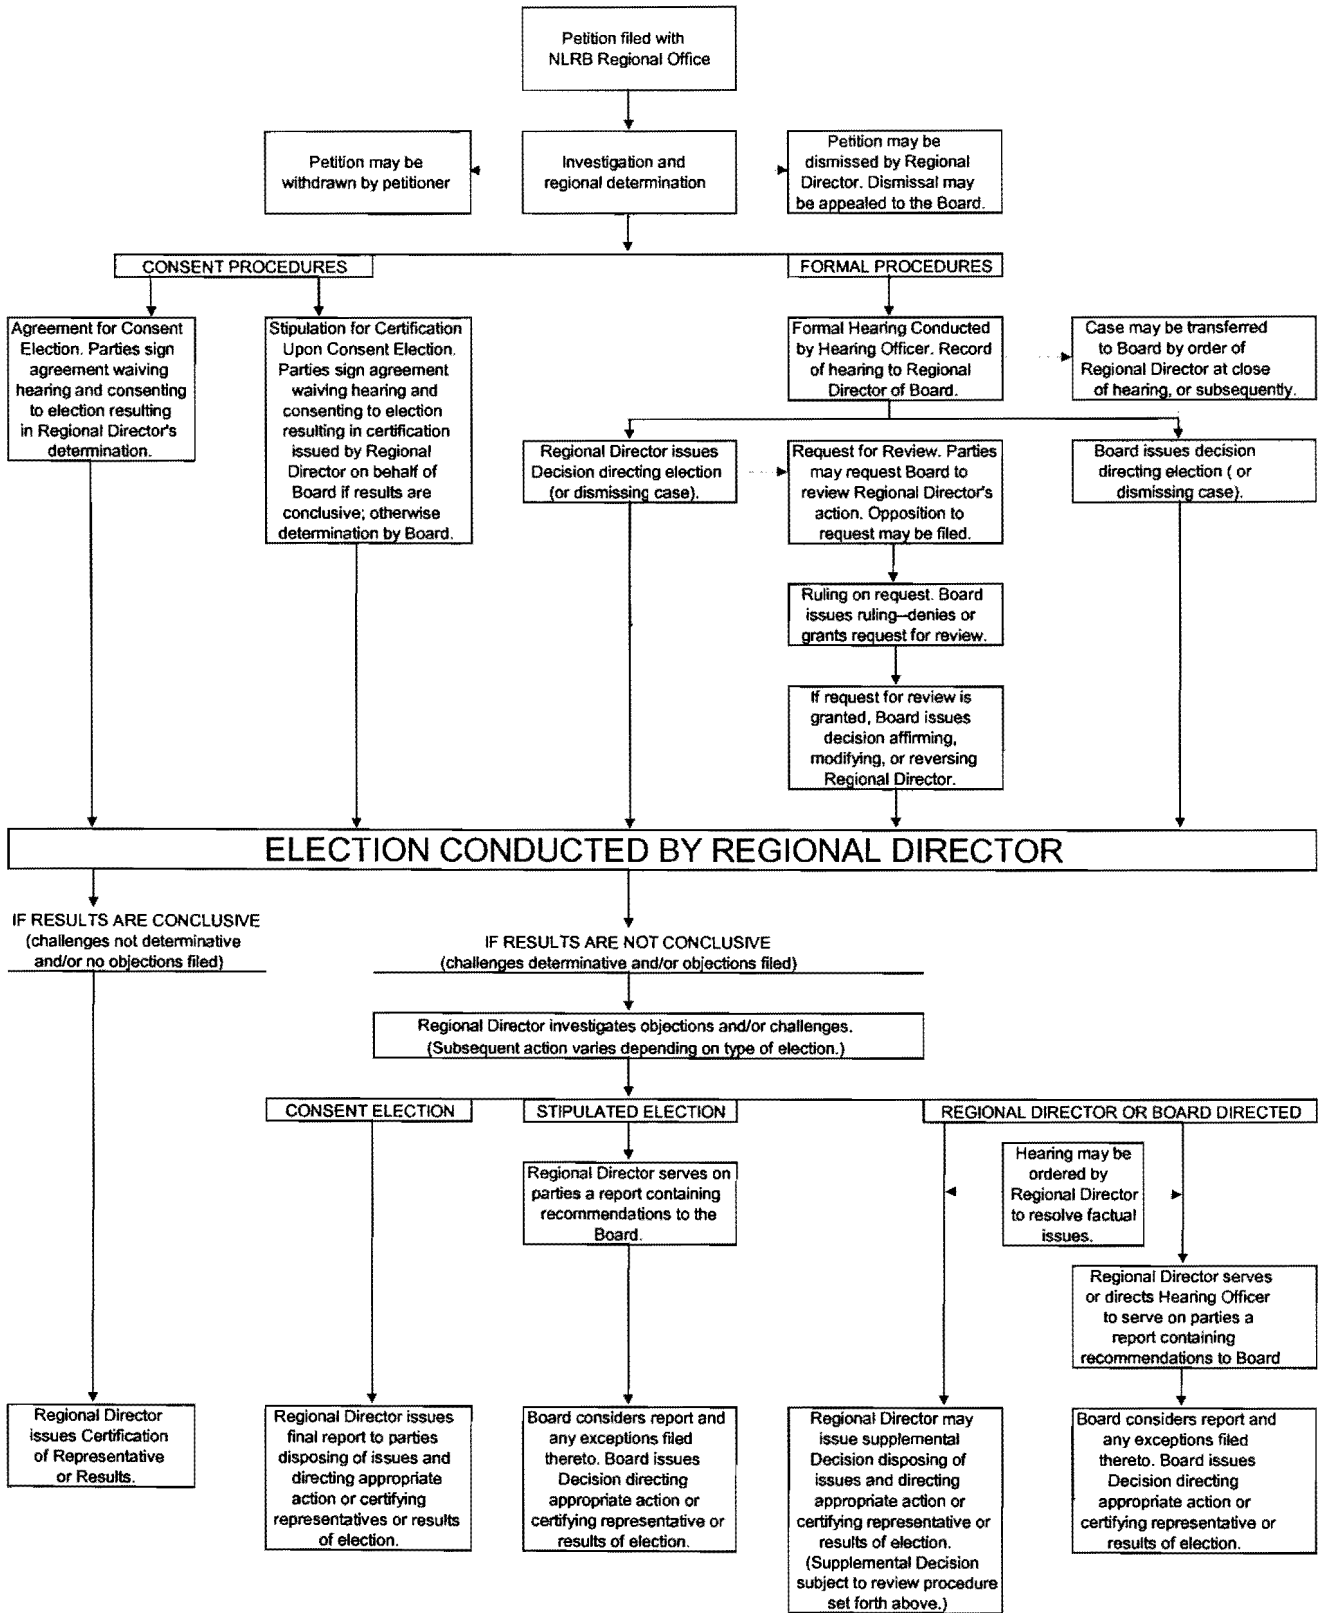 Petition filed with
NLRB Regional Office
Petition may be
withdrawn by petitioner
Investigation and
regional determination
Petition may be
dismissed by Regional
Director. Dismissal may
be appealed to the Board.
CONSENT PROCEDURES
FORMAL PROCEDURES
Agreement for Consent
Election. Parties sign
agreement waiving
hearing and consenting
to election resulting
in Regional Director's
determination.
Stipulation for Certification
Upon Consent Election.
Parties sign agreement
waiving hearing and
consenting to election
resulting in certification
issued by Regional
Director on behalf of
Board if results are
conclusive; otherwise
determination by Board.
Formal Hearing Conducted
by Hearing Officer. Record
of hearing to Regional
Director of Board.
Case may be transferred
to Board by order of
Regional Director at close
of hearing, or subsequently.
Regional Director issues
Decision directing election
(or dismissing case).
Request for Review. Parties
may request Board to
review Regional Director's
action. Opposition to
request may be filed.
Board issues decision
directing election ( or
dismissing case).
Ruling on request. Board
issues ruling--denies or
grants request for review.
If request for review is
granted, Board issues
decision affirming,
modifying, or reversing
Regional Director.
ELECTION CONDUCTED BY REGIONAL DIRECTOR
IF RESULTS ARE CONCLUSIVE
(challenges not determinative
and/or no objections filed)
IF RESULTS ARE NOT CONCLUSIVE
(challenges determinative and/or objections filed)
Regional Director investigates objections and/or challenges.
(Subsequent action varies depending on type of election.)
CONSENT ELECTION
STIPULATED ELECTION
REGIONAL DIRECTOR OR BOARD DIRECTED
Regional Director serves on
parties a report containing
recommendations to the
Board.
Hearing may be
ordered by
Regional Director
to resolve factual
issues.
Regional Director serves
or directs Hearing Officer
to serve on parties a
report containing
recommendations to Board
Regional Director
issues Certification
of Representative
or Results.
Regional Director issues
final report to parties
disposing of issues and
directing appropriate
action or certifying
representatives or results
of election.
Board considers report and
any exceptions filed
thereto. Board issues
Decision directing
appropriate action or
certifying representative or
results of election.
Regional Director may
issue supplemental
Decision disposing of
issues and directing
appropriate action or
certifying representative or
results of election.
(Supplemental Decision
subject to review procedure
set forth above.)
Board considers report and
any exceptions filed
thereto. Board issues
Decision directing
appropriate action or
certifying representative or
results of election.